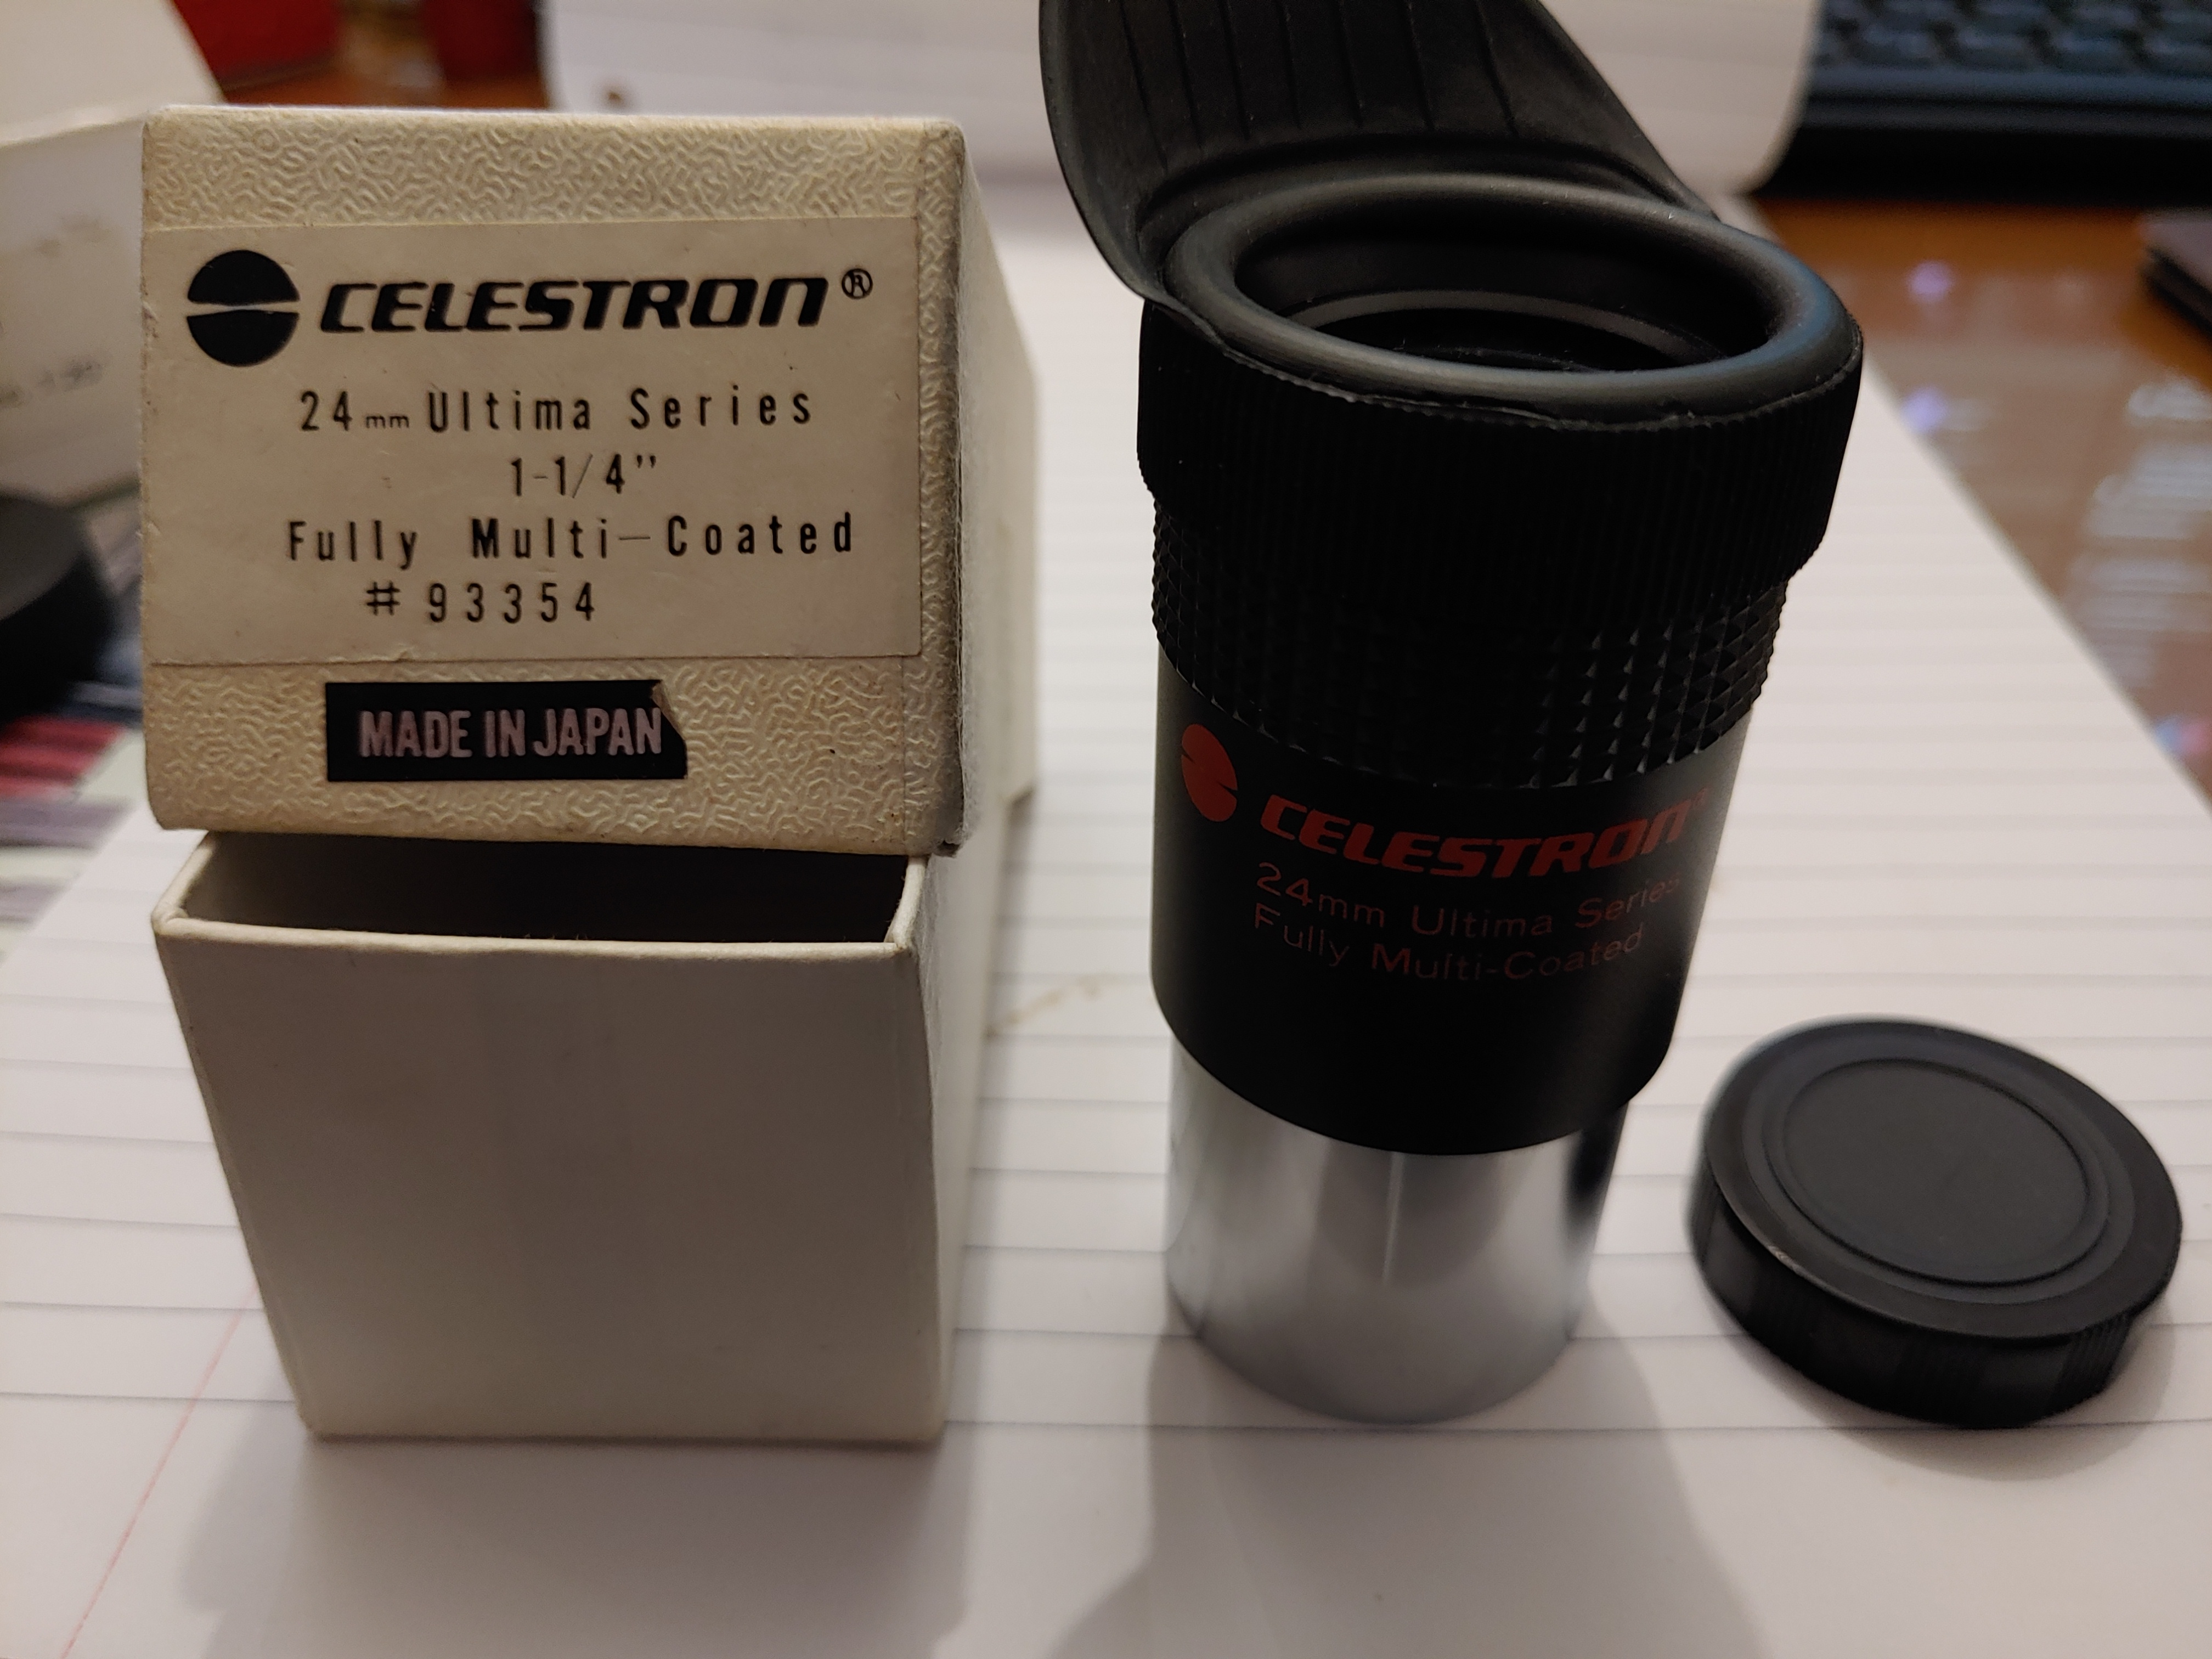 CELESTRON®
24mm Ultima Series
1-1/4"
Fully Multi-Coated
#93354
MADE IN JAPAN
CELESTRON®
24mm Ultima Series
Fully Multi-Coated